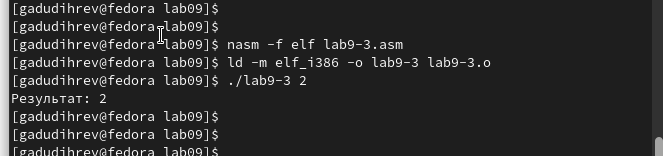 [gadudihrev@fedora lab09]$
[gadudihrev@fedora lab09]$
[gadudihrev@fedora lab09]$ nasm -f elf lab9-3.asm
[gadudihrev@fedora lab09]$ ld -m elf_i386 -o lab9-3 lab9-3.o
[gadudihrev@fedora lab09]$ ./lab9-3 2
Результат: 2
[gadudihrev@fedora lab09]$
[gadudihrev@fedora lab09]$
[gadudihrev@fedora lab09]$